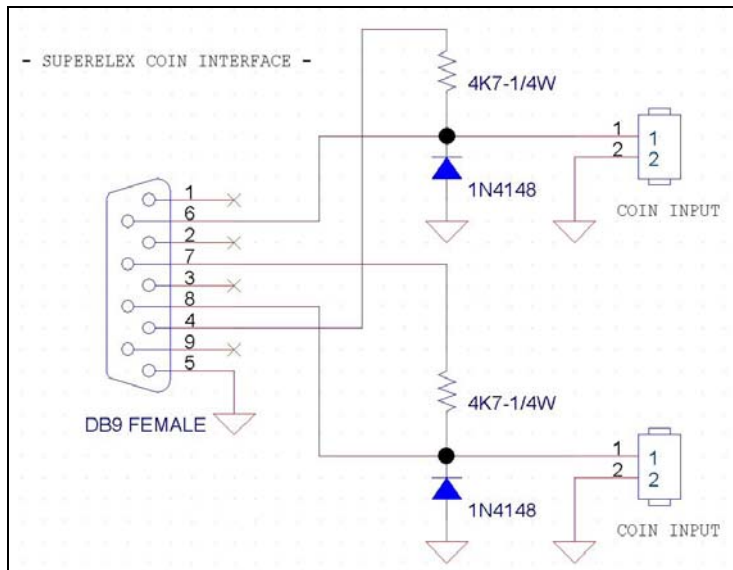 - SUPERELEX COIN INTERFACE -
4K7-1/4W
1
2
1
2
1N4148
COIN INPUT
1
6
2
7
3
8
4
9
5
DB9 FEMALE
4K7-1/4W
1
2
1
2
1N4148
COIN INPUT